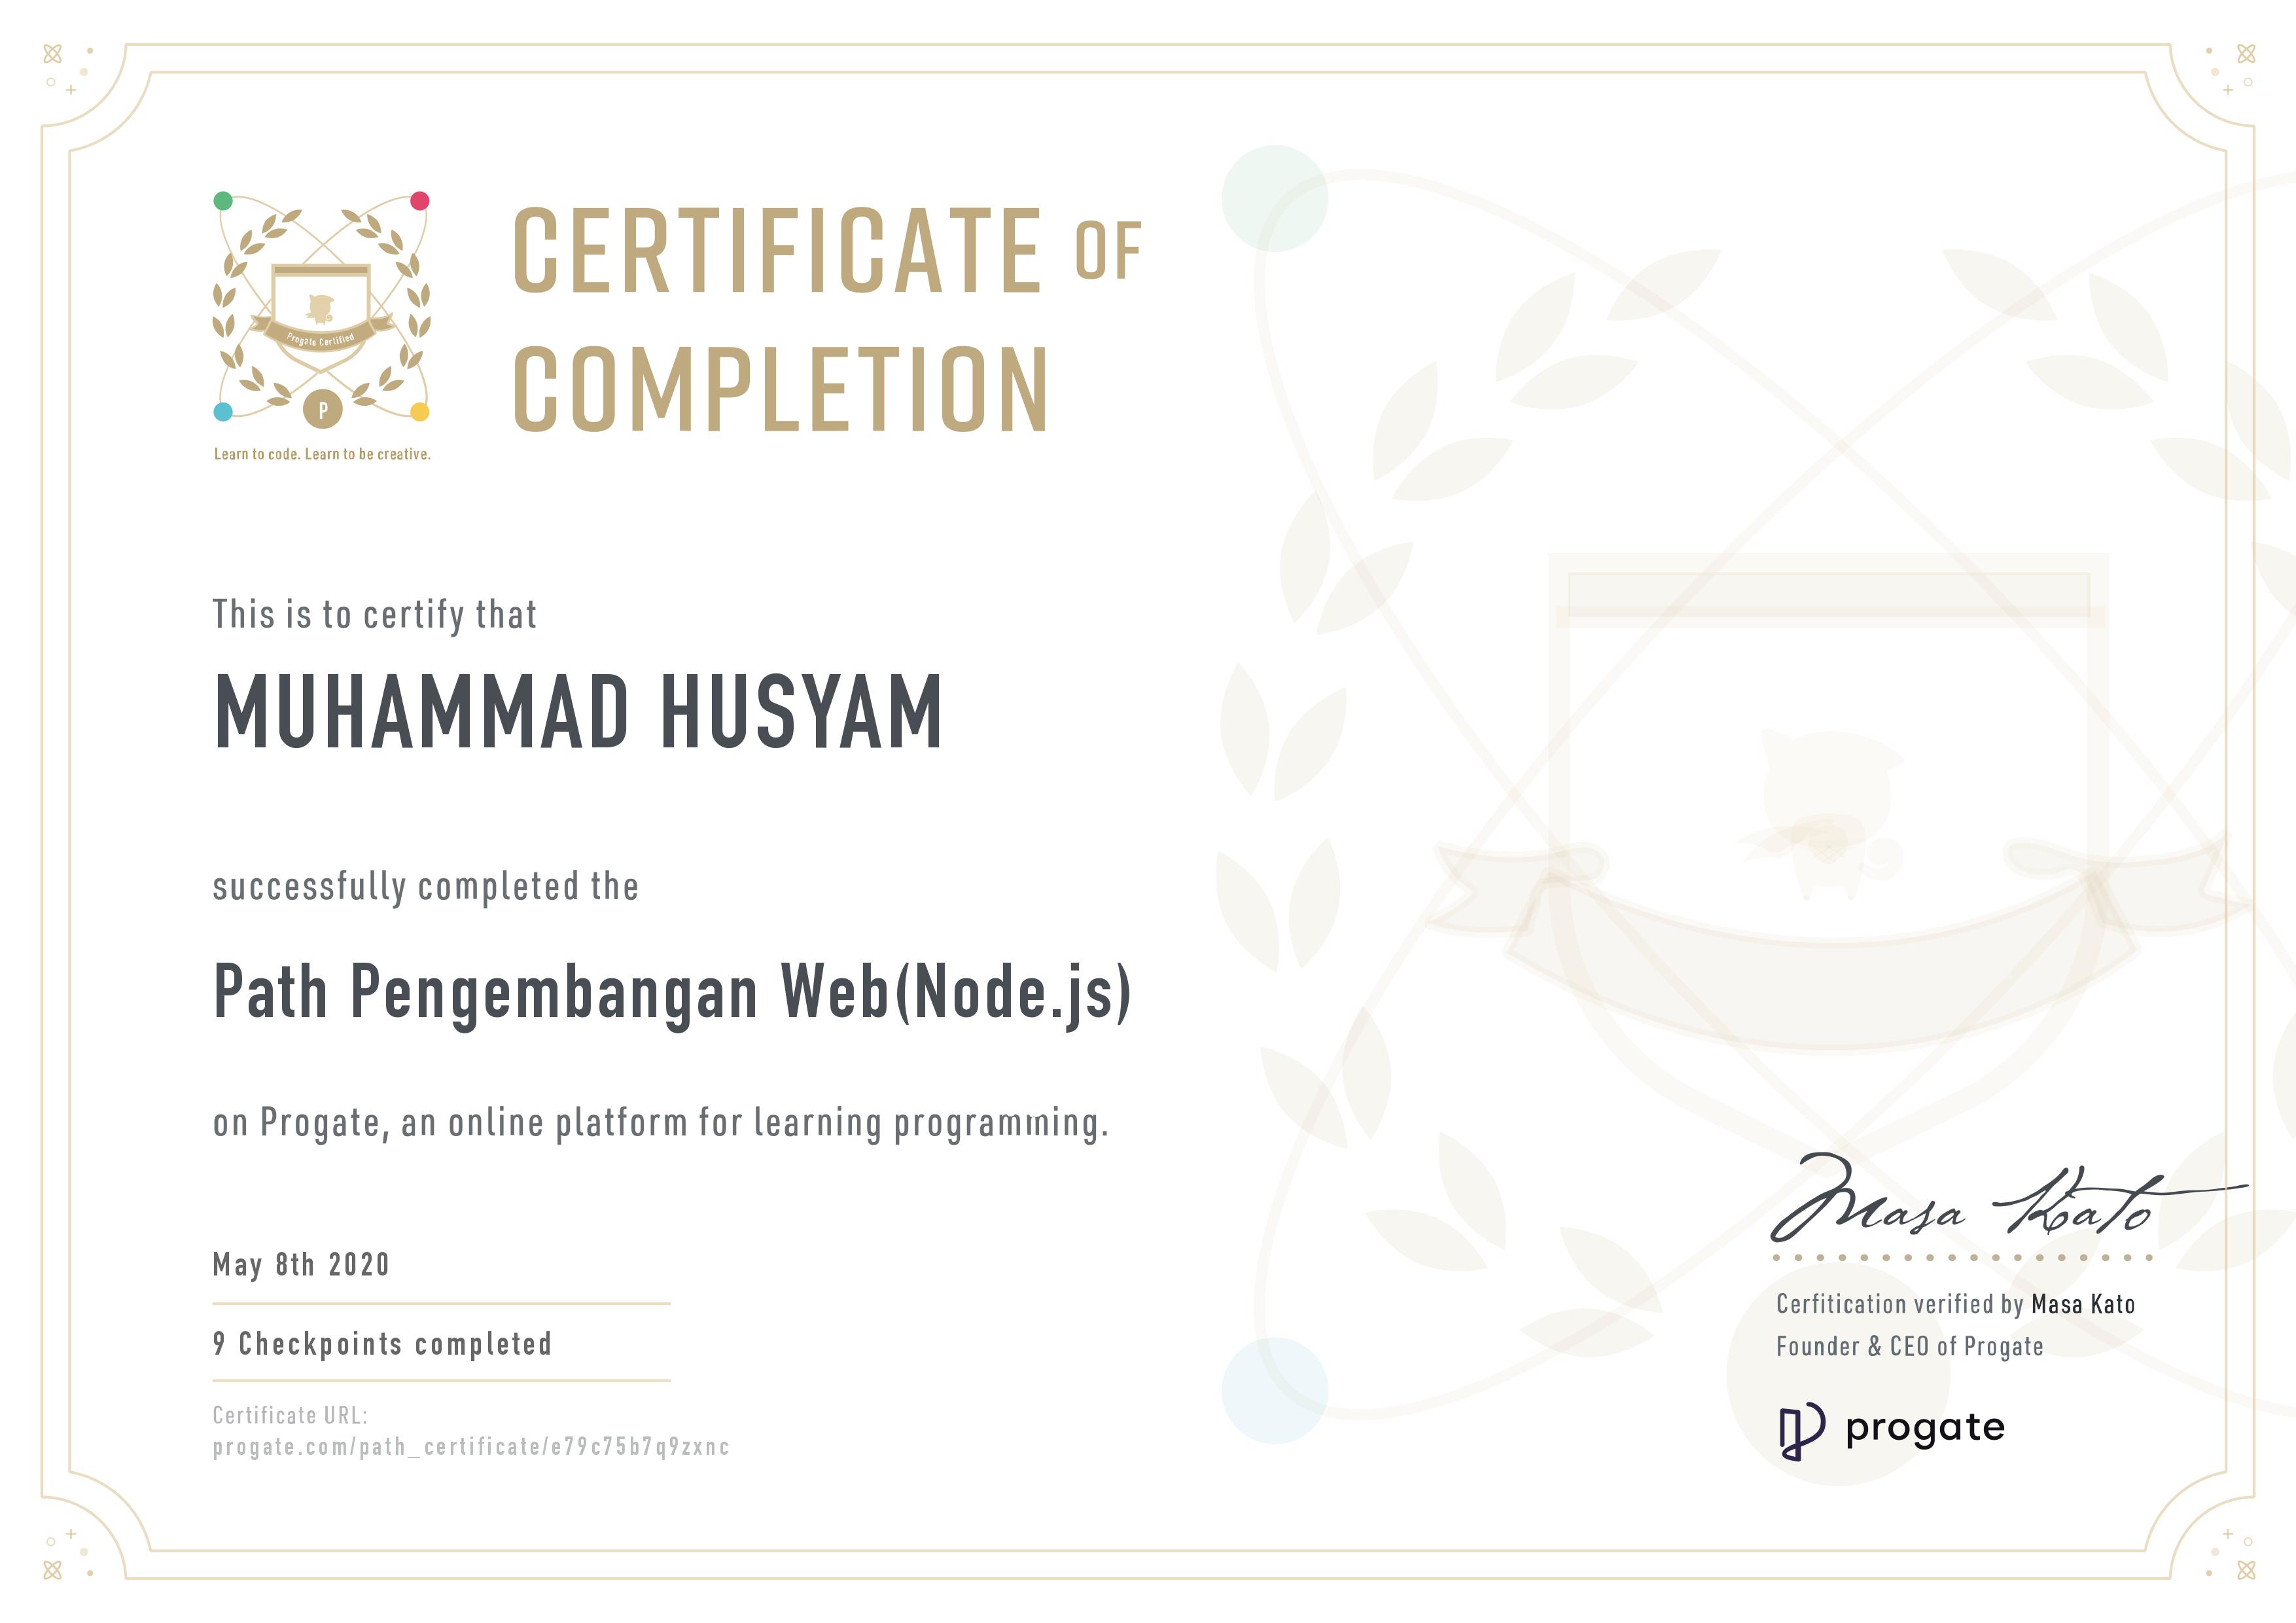 CERTIFICATE OF
COMPLETION
Progate Certified
P
Learn to code. Learn to be creative.
This is to certify that
MUHAMMAD HUSYAM
successfully completed the
Path Pengembangan Web(Node.js)
on Progate, an online platform for learning programming.
May 8th 2020
9 Checkpoints completed
Certificate URL:
progate.com/path_certificate/e79c75b7q9zxnc
Masa Kato
Cerfitication verified by Masa Kato
Founder & CEO of Progate
progate